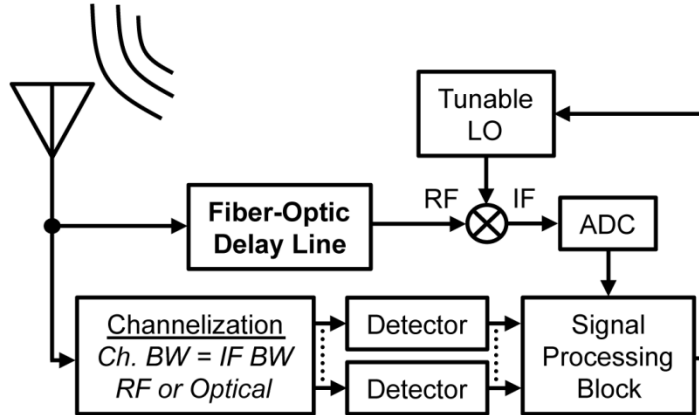 Tunable
LO
RF
IF
Fiber-Optic
Delay Line
ADC
Channelization
Ch. BW = IF BW
RF or Optical
Detector
Detector
Signal
Processing
Block